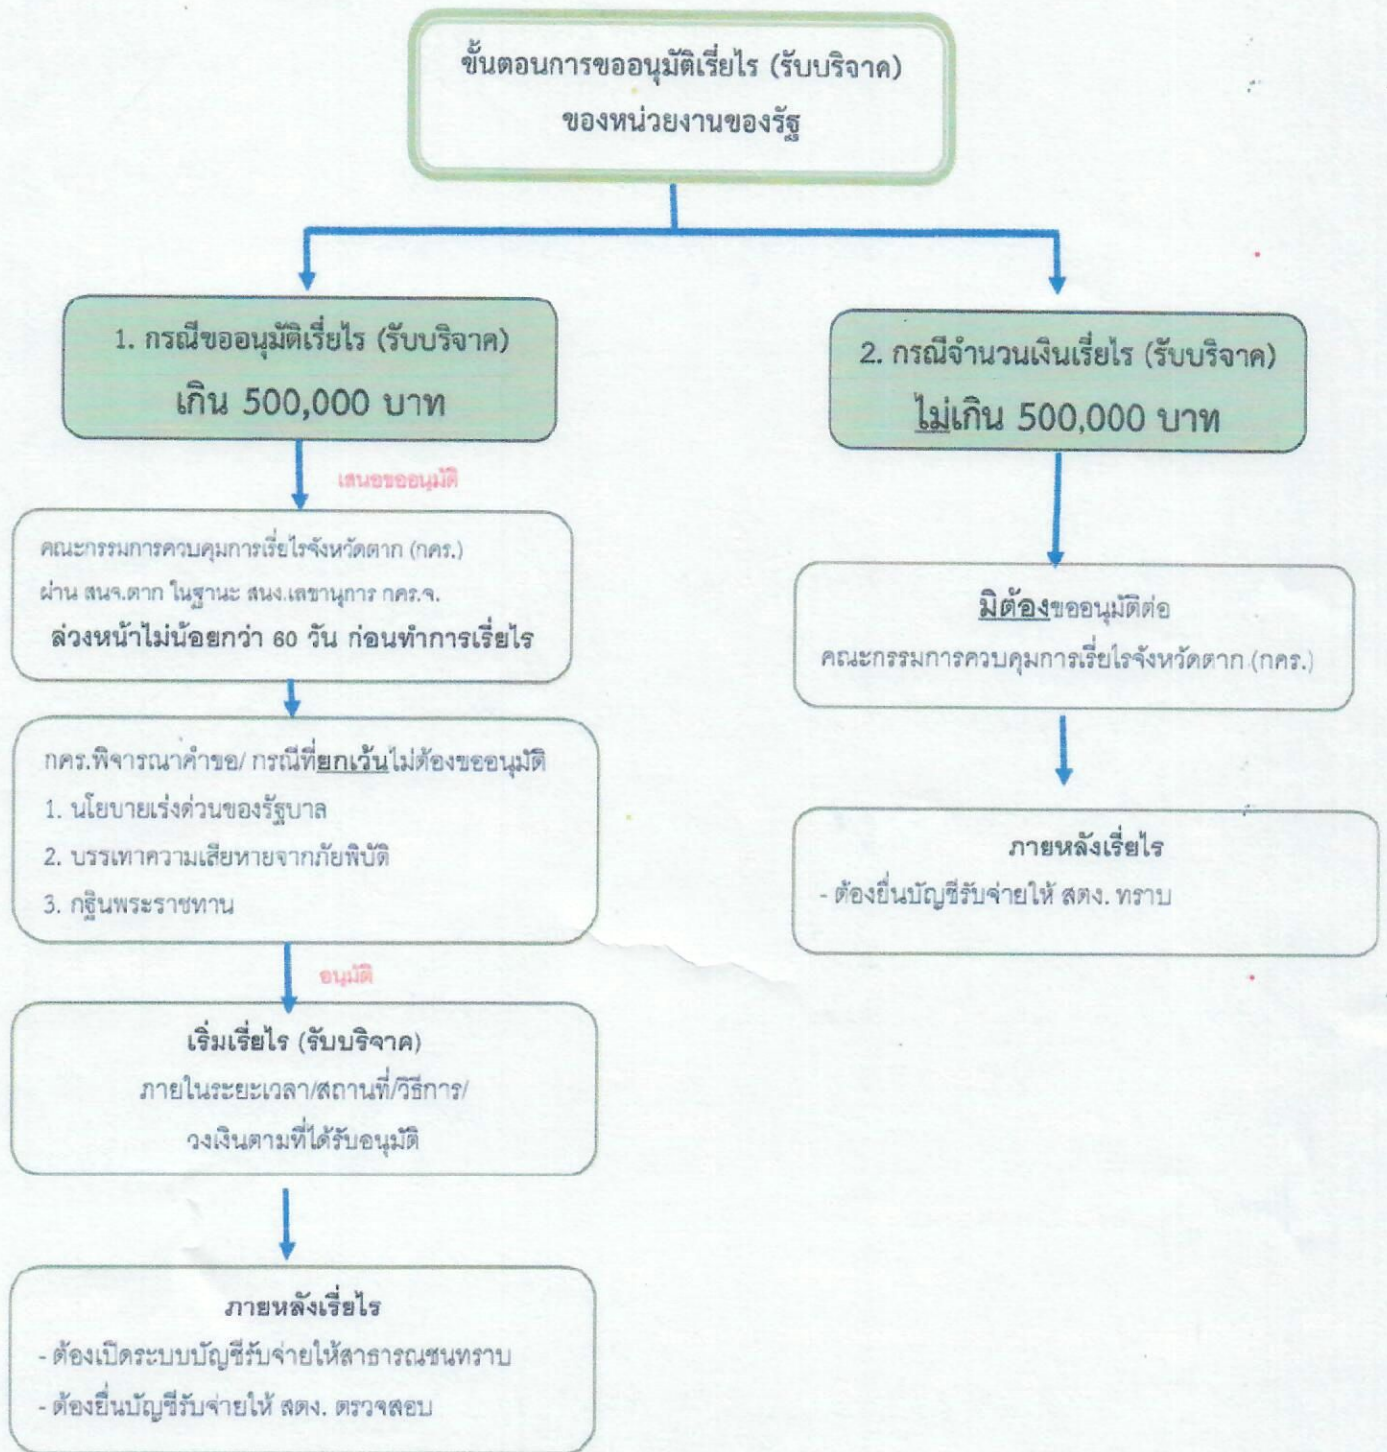 ขั้นตอนการขออนุมัติเรี่ยไร (รับบริจาค)
ของหน่วยงานของรัฐ
1. กรณีขออนุมัติเรี่ยไร (รับบริจาค)
เกิน 500,000 บาท
เสนอขออนุมัติ
คณะกรรมการควบคุมการเรี่ยไรจังหวัดตาก (กคร.)
ผ่าน สนจ.ตาก ในฐานะ สนง.เลขานุการ กคร.จ.
ล่วงหน้าไม่น้อยกว่า 60 วัน ก่อนทำการเรี่ยไร
กคร.พิจารณาคำขอ/ กรณีที่ยกเว้นไม่ต้องขออนุมัติ
1. นโยบายเร่งด่วนของรัฐบาล
2. บรรเทาความเสียหายจากภัยพิบัติ
3. กฐินพระราชทาน
อนุมัติ
เริ่มเรี่ยไร (รับบริจาค)
ภายในระยะเวลา/สถานที่/วิธีการ/
วงเงินตามที่ได้รับอนุมัติ
ภายหลังเรี่ยไร
- ต้องเปิดระบบบัญชีรับจ่ายให้สาธารณชนทราบ
- ต้องยื่นบัญชีรับจ่ายให้ สตง. ตรวจสอบ
2. กรณีจำนวนเงินเรี่ยไร (รับบริจาค)
ไม่เกิน 500,000 บาท
มิต้องขออนุมัติต่อ
คณะกรรมการควบคุมการเรี่ยไรจังหวัดตาก (กคร.)
ภายหลังเรี่ยไร
- ต้องยื่นบัญชีรับจ่ายให้ สตง. ทราบ